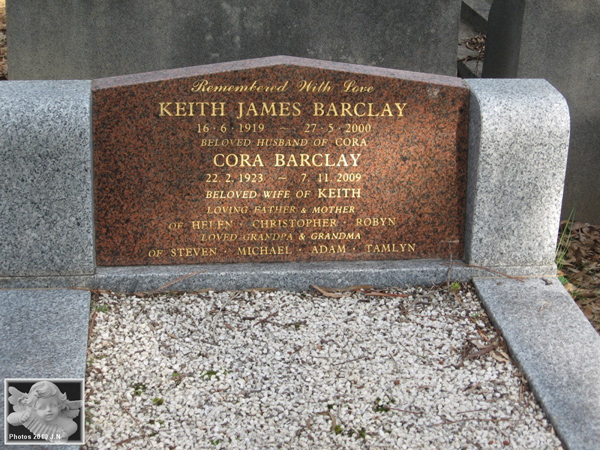 Remembered With Love
KEITH JAMES BARCLAY
16·6·1919 ~ 27·5·2000
BELOVED HUSBAND OF CORA
CORA BARCLAY
22.2.1923 – 7.11.2009
BELOVED WIFE OF KEITH
LOVING FATHER & MOTHER
OF HELEN · CHRISTOPHER · ROBYN
LOVED GRANDPA & GRANDMA
OF STEVEN · MICHAEL · ADAM · TAMLYN